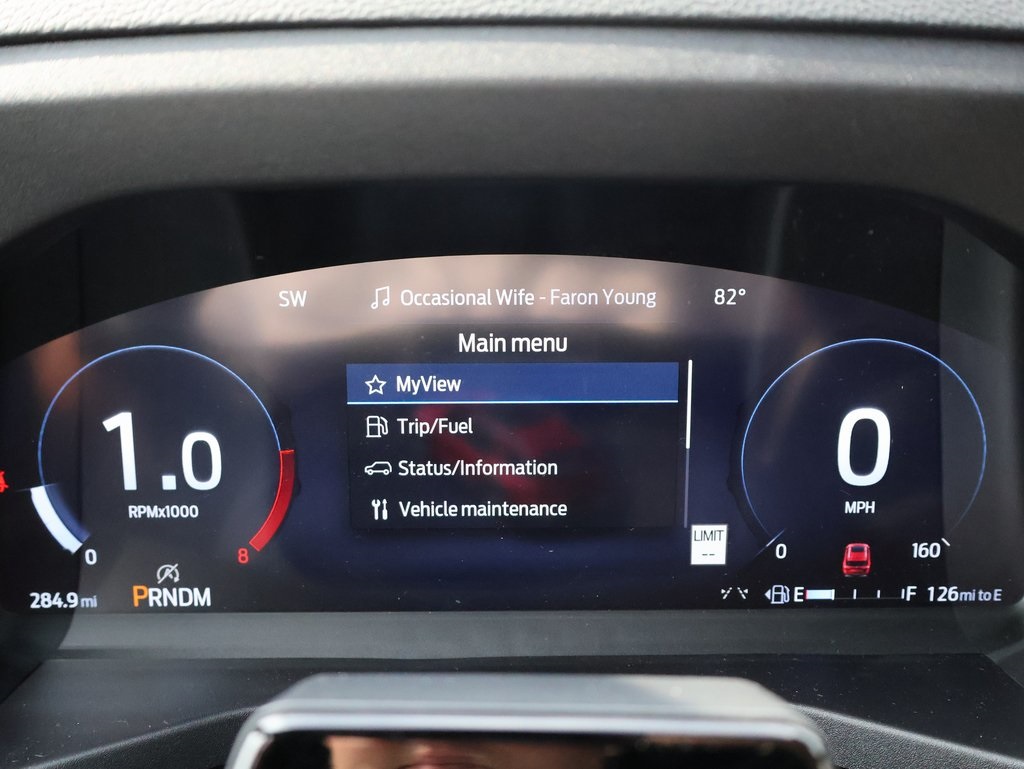 SW
Occasional Wife - Faron Young
82°
Main menu
MyView
Trip/Fuel
Status/Information
Vehicle maintenance
1.0
RPMx1000
0
8
0
MPH
0
160
LIMIT
--
284.9 mi
PRNDM
E
F
126 mi to E